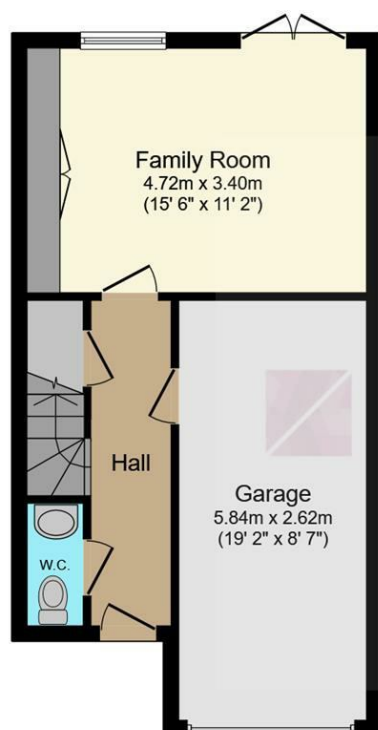 Family Room
4.72m x 3.40m
(15' 6" x 11' 2")
Hall
Garage
5.84m x 2.62m
(19' 2" x 8' 7")
W.C.